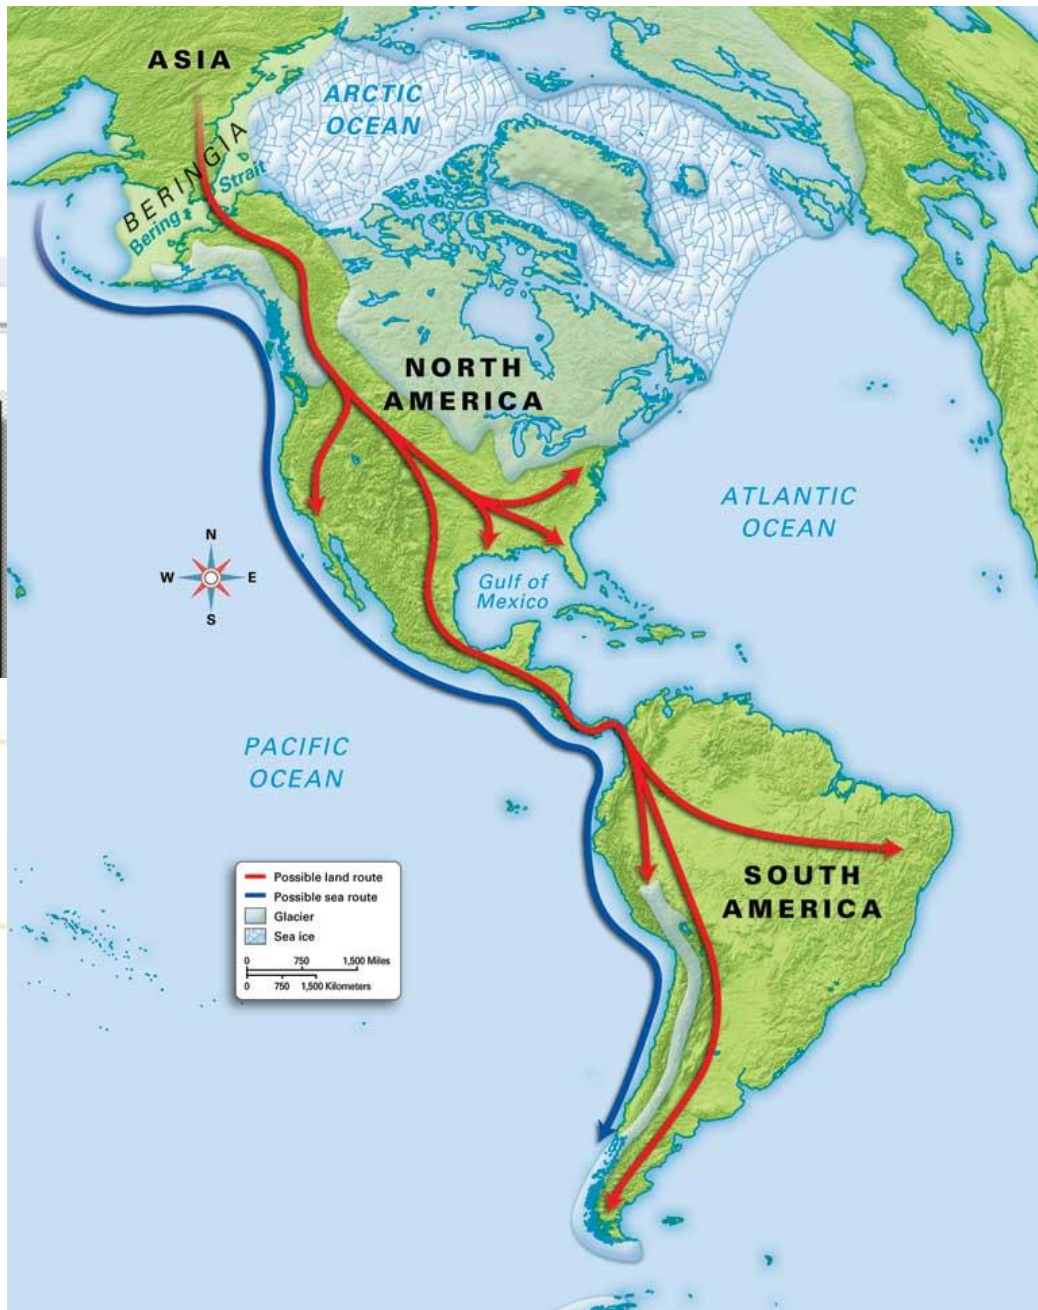 ASIA
ARCTIC
OCEAN
BERINGIA
Bering Strait
NORTH
AMERICA
ATLANTIC
OCEAN
N
W E
S
Gulf of
Mexico
PACIFIC
OCEAN
SOUTH
AMERICA
Possible land route
Possible sea route
Glacier
Sea ice
0 750 1,500 Miles
0 750 1,500 Kilometers